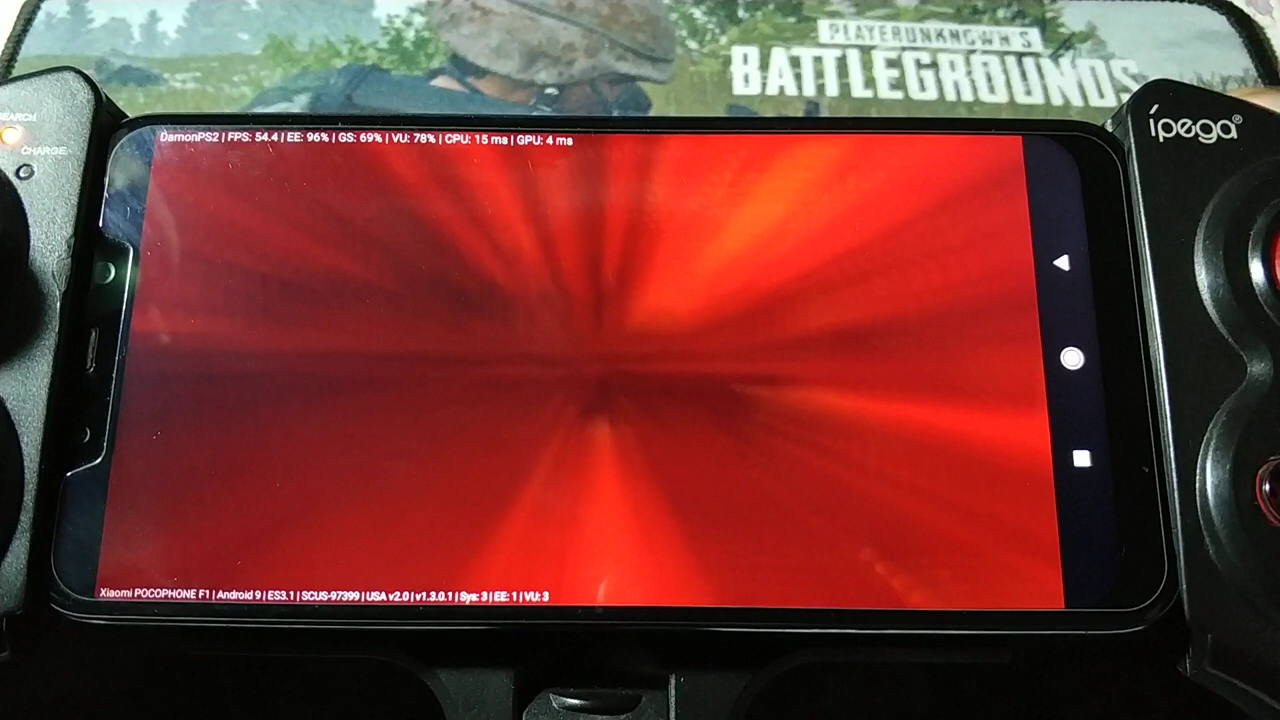 PLAYERUNKNOWN'S
BATTLEGROUNDS
SEARCH
CHARGE
ípega®
DamonPS2 | FPS: 54.4 | EE: 96% | GS: 69% | VU: 78% | CPU: 15 ms | GPU: 4 ms
Xiaomi POCOPHONE F1 | Android 9 | ES3.1 | SCUS-97399 | USA v2.0 | v1.3.0.1 | Sys: 3 | EE: 1 | VU: 3